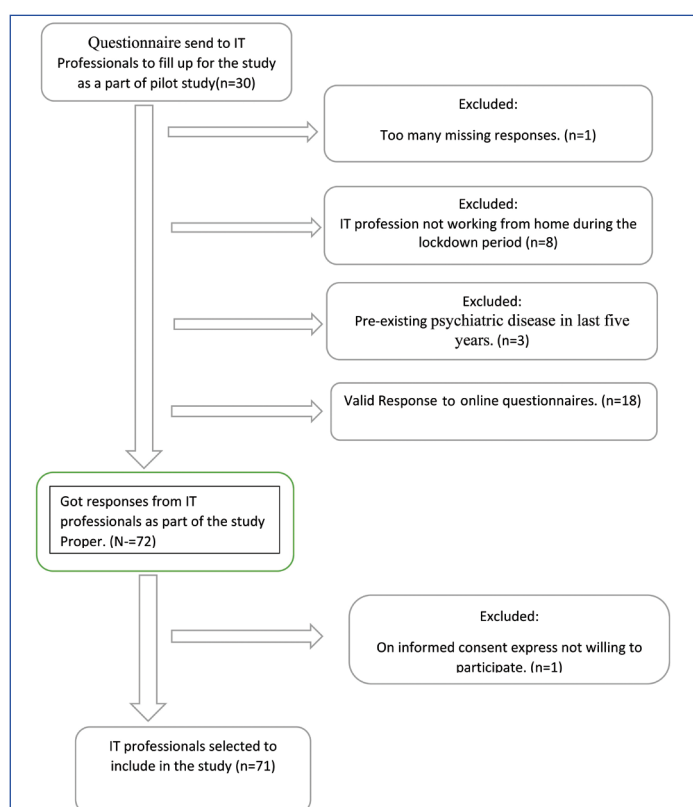 Questionnaire send to IT
Professionals to fill up for the study
as a part of pilot study(n=30)
Excluded:
Too many missing responses. (n=1)
Excluded:
IT profession not working from home during the
lockdown period (n=8)
Excluded:
Pre-existing psychiatric disease in last five
years. (n=3)
Valid Response to online questionnaires. (n=18)
Got responses from IT
professionals as part of the study
Proper. (N-=72)
Excluded:
On informed consent express not willing to
participate. (n=1)
IT professionals selected to
include in the study (n=71)